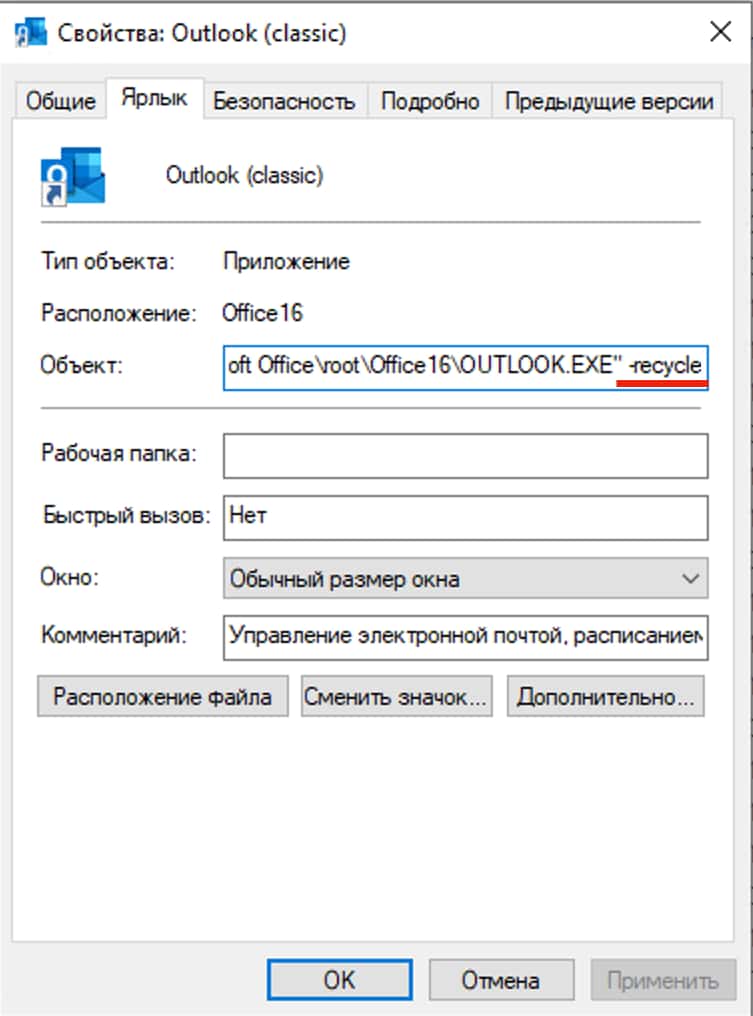 Свойства: Outlook (classic)
Общие Ярлык Безопасность Подробно Предыдущие версии
Outlook (classic)
Тип объекта: Приложение
Расположение: Office16
Объект: oft Office\root\Office16\OUTLOOK.EXE" -recycle
Рабочая папка:
Быстрый вызов: Нет
Окно: Обычный размер окна
Комментарий: Управление электронной почтой, расписанием
Расположение файла Сменить значок... Дополнительно...
OK Отмена Применить